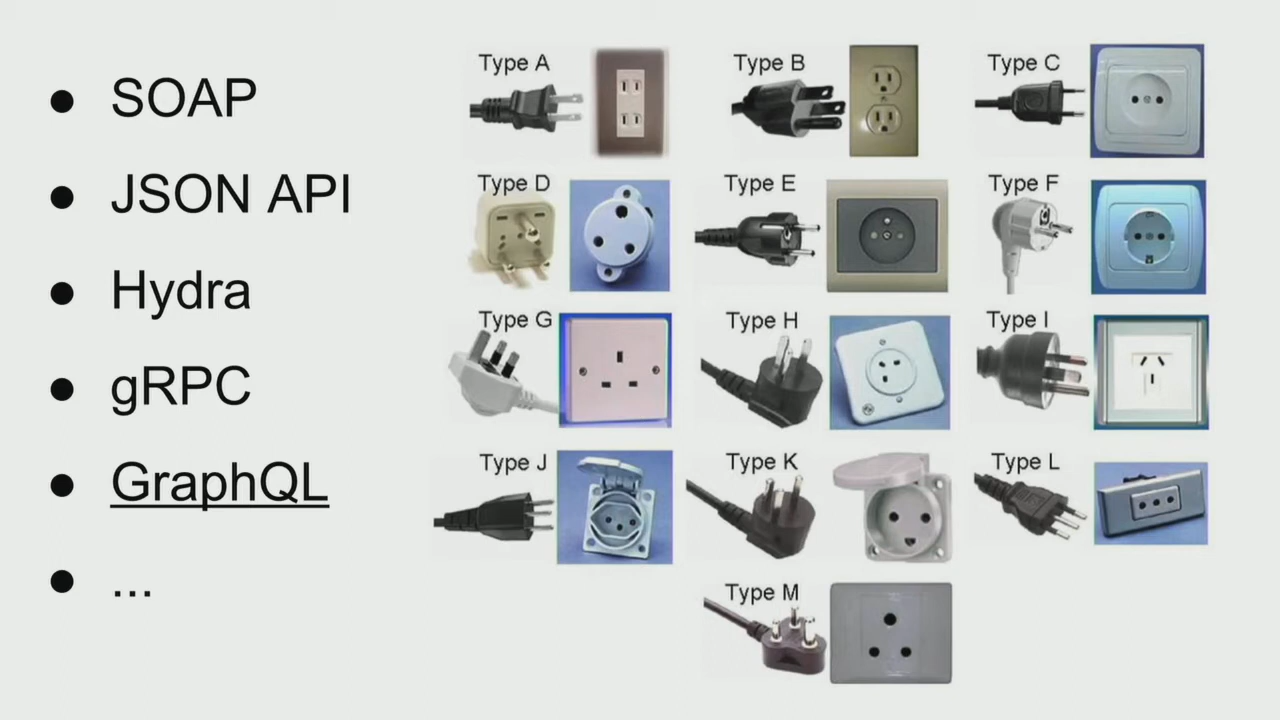 ● SOAP
● JSON API
● Hydra
● gRPC
● GraphQL
● ...
Type A
Type B
Type C
Type D
Type E
Type F
Type G
Type H
Type I
Type J
Type K
Type L
Type M